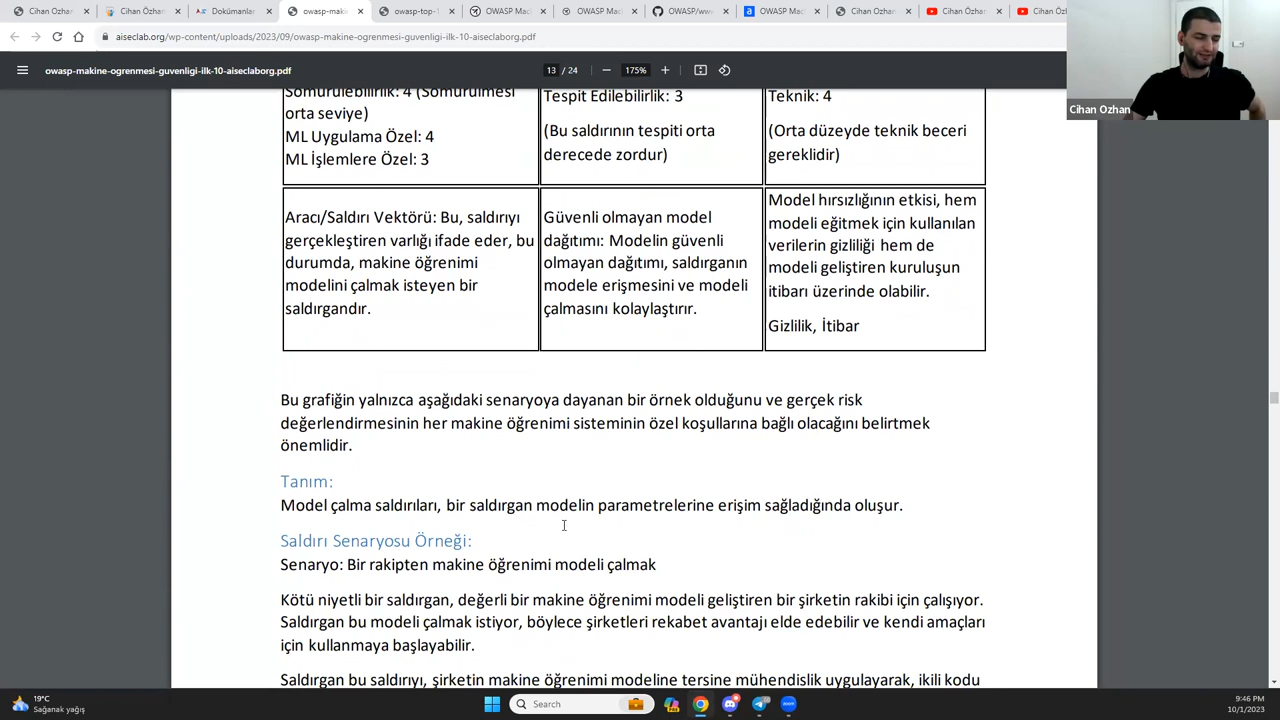 Cihan Özhan
Cihan Özhan
Dokümanlar
owasp-mak
owasp-top-1
OWASP Mac
OWASP Mac
OWASP/ww
OWASP Mac
Cihan Özhan
Cihan Özhan
Cihan Öz
aiseclab.org/wp-content/uploads/2023/09/owasp-makine-ogrenmesi-guvenligi-ilk-10-aiseclaborg.pdf
owasp-makine-ogrenmesi-guvenligi-ilk-10-aiseclaborg.pdf
13 / 24
175%
Cihan Ozhan
Sömürülebilirlik: 4 (Sömürülmesi
orta seviye)
ML Uygulama Özel: 4
ML İşlemlere Özel: 3
Tespit Edilebilirlik: 3
(Bu saldırının tespiti orta
derecede zordur)
Teknik: 4
(Orta düzeyde teknik beceri
gereklidir)
Aracı/Saldırı Vektörü: Bu, saldırıyı
gerçekleştiren varlığı ifade eder, bu
durumda, makine öğrenimi
modelini çalmak isteyen bir
saldırgandır.
Güvenli olmayan model
dağıtımı: Modelin güvenli
olmayan dağıtımı, saldırganın
modele erişmesini ve modeli
çalmasını kolaylaştırır.
Model hırsızlığının etkisi, hem
modeli eğitmek için kullanılan
verilerin gizliliği hem de
modeli geliştiren kuruluşun
itibarı üzerinde olabilir.
Gizlilik, İtibar
Bu grafiğin yalnızca aşağıdaki senaryoya dayanan bir örnek olduğunu ve gerçek risk
değerlendirmesinin her makine öğrenimi sisteminin özel koşullarına bağlı olacağını belirtmek
önemlidir.
Tanım:
Model çalma saldırıları, bir saldırgan modelin parametrelerine erişim sağladığında oluşur.
Saldırı Senaryosu Örneği:
Senaryo: Bir rakipten makine öğrenimi modeli çalmak
Kötü niyetli bir saldırgan, değerli bir makine öğrenimi modeli geliştiren bir şirketin rakibi için çalışıyor.
Saldırgan bu modeli çalmak istiyor, böylece şirketleri rekabet avantajı elde edebilir ve kendi amaçları
için kullanmaya başlayabilir.
Saldırgan bu saldırıyı, şirketin makine öğrenimi modeline tersine mühendislik uygulayarak, ikili kodu
19°C
Sağanak yağış
Search
zoom
9:46 PM
10/1/2023